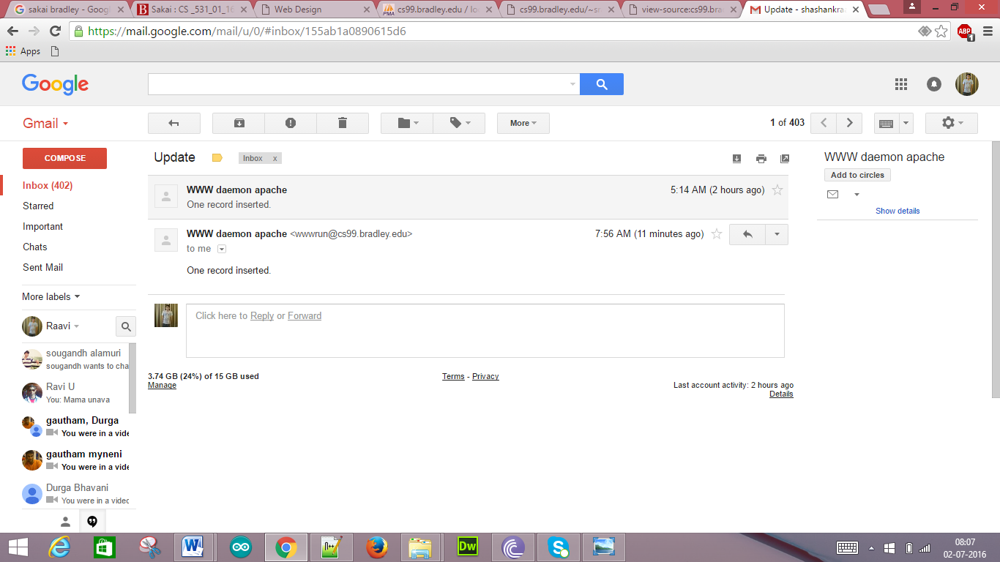 sakai bradley - Goog
Sakai : CS _531_01_16
Web Design
cs99.bradley.edu / lo
cs99.bradley.edu/~sr
view-source:cs99.bra
Update - shashankraa
https://mail.google.com/mail/u/0/#inbox/155ab1a0890615d6
ABP
1
Apps
Google
Gmail
More
1 of 403
COMPOSE
Update
Inbox x
WWW daemon apache
Add to circles
Show details
Inbox (402)
Starred
Important
Chats
Sent Mail
More labels
WWW daemon apache
5:14 AM (2 hours ago)
One record inserted.
WWW daemon apache <wwwrun@cs99.bradley.edu>
7:56 AM (11 minutes ago)
to me
One record inserted.
Click here to Reply or Forward
Raavi
sougandh alamuri
sougandh wants to cha
Ravi U
You: Mama unava
gautham, Durga
You were in a vide
gautham myneni
You were in a vide
Durga Bhavani
You were in a video
3.74 GB (24%) of 15 GB used
Manage
Terms - Privacy
Last account activity: 2 hours ago
Details
Dw
08:07
02-07-2016